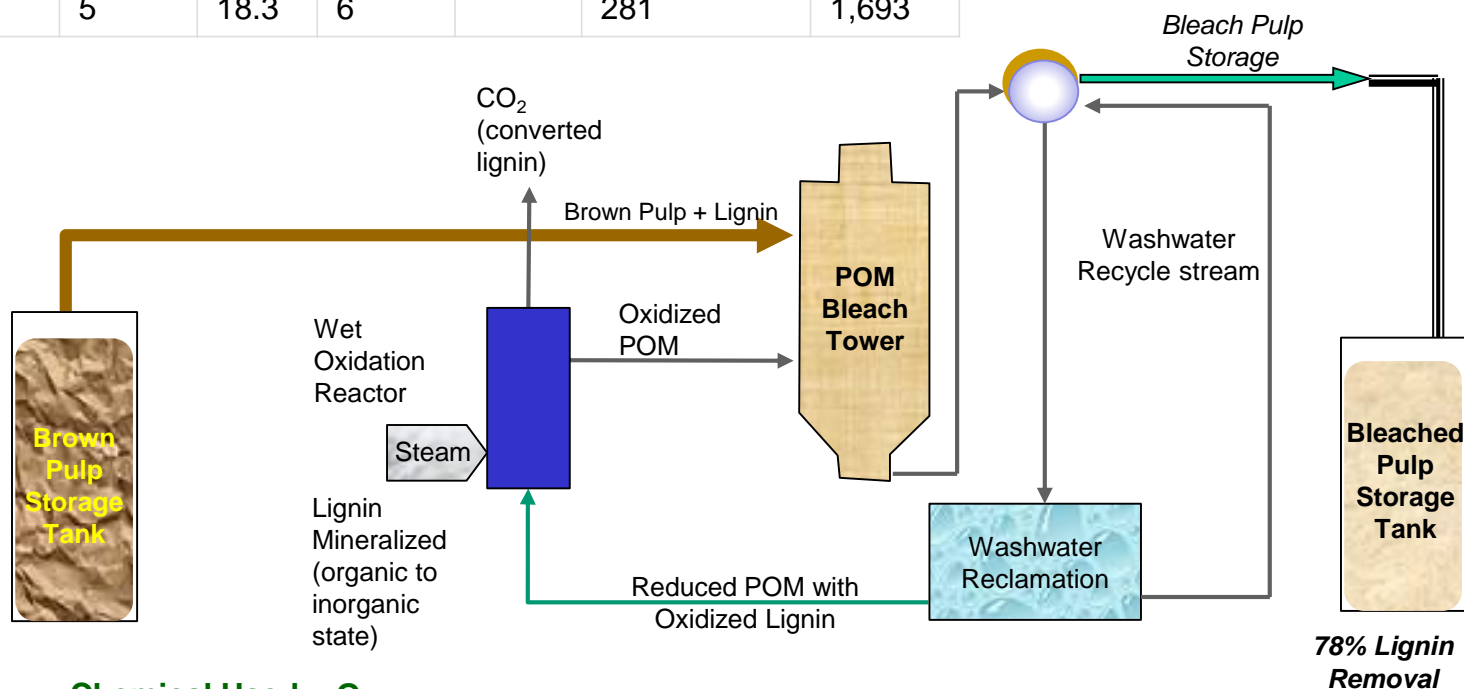 5 18.3 6 281 1,693
Bleach Pulp
Storage
CO2
(converted
lignin)
Brown Pulp + Lignin
Washwater
Recycle stream
POM
Bleach
Tower
Oxidized
POM
Wet
Oxidation
Reactor
Steam
Brown
Pulp
Storage
Tank
Bleached
Pulp
Storage
Tank
Lignin
Mineralized
(organic to
inorganic
state)
Washwater
Reclamation
Reduced POM with
Oxidized Lignin
78% Lignin
Removal